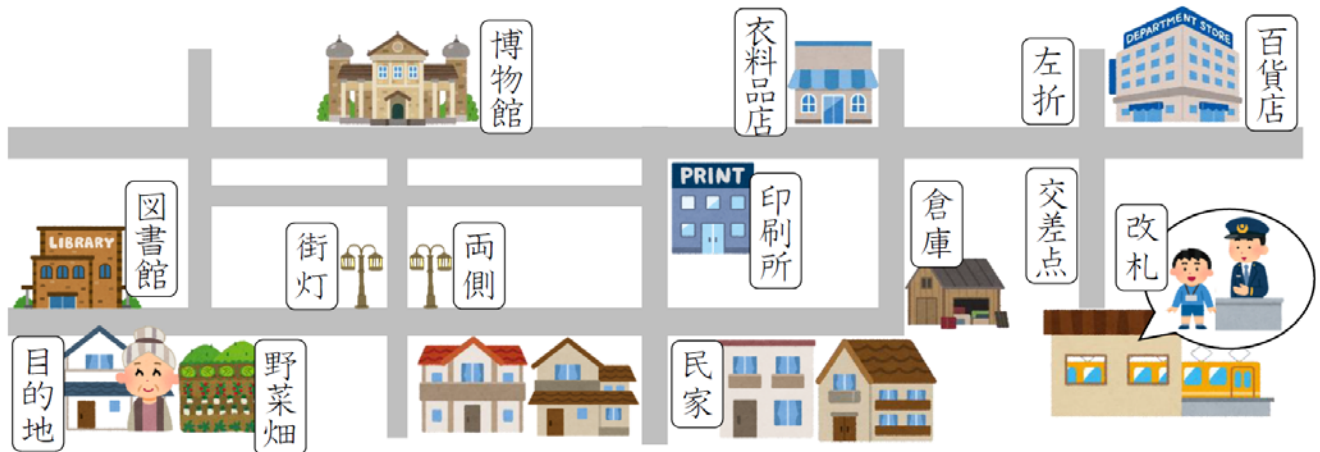 博物館
衣料品店
左折
DEPARTMENT STORE
百貨店
図書館
LIBRARY
街灯
両側
PRINT
印刷所
倉庫
交差点
改札
目的地
野菜畑
民家